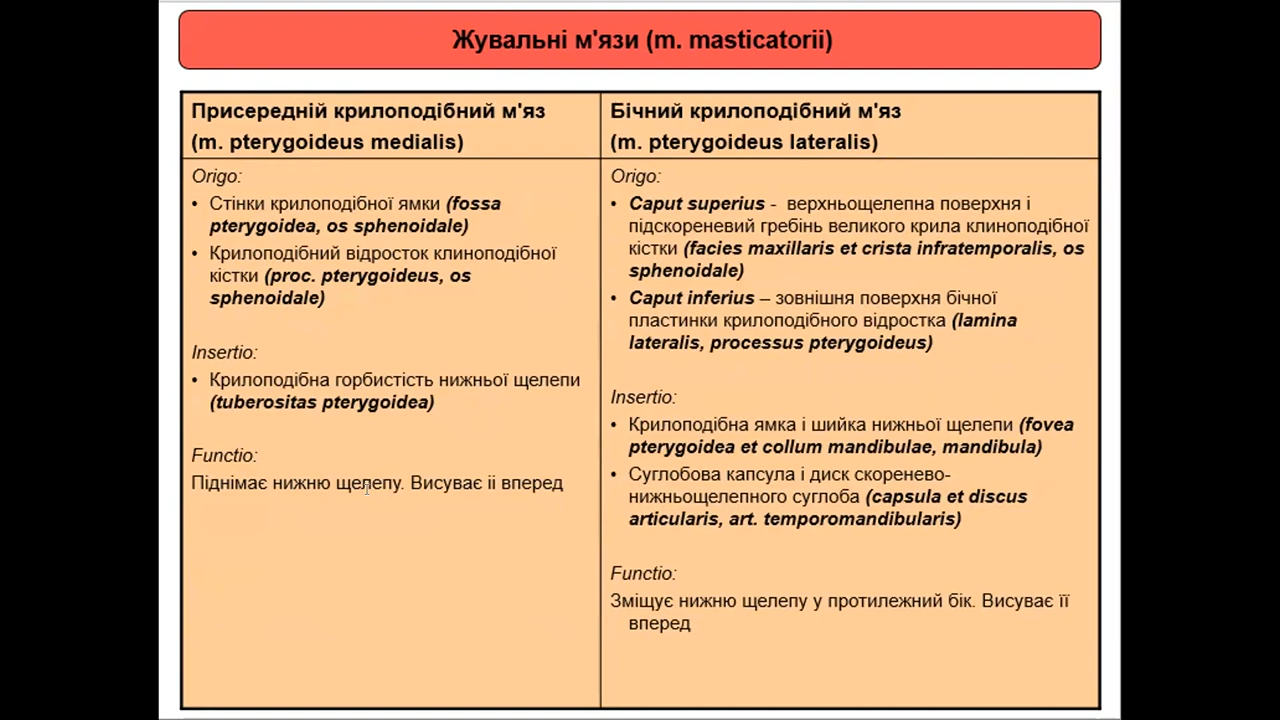 Жувальні м'язи (m. masticatorii)
Присередній крилоподібний м'яз
(m. pterygoideus medialis)
Origo:
• Стінки крилоподібної ямки (fossa
pterygoidea, os sphenoidale)
• Крилоподібний відросток клиноподібної
кістки (proc. pterygoideus, os
sphenoidale)
Insertio:
• Крилоподібна горбистість нижньої щелепи
(tuberositas pterygoidea)
Functio:
Піднімає нижню щелепу. Висуває іі вперед
Бічний крилоподібний м'яз
(m. pterygoideus lateralis)
Origo:
• Caput superius - верхньощелепна поверхня і
підскореневий гребінь великого крила клиноподібної
кістки (facies maxillaris et crista infratemporalis, os
sphenoidale)
• Caput inferius – зовнішня поверхня бічної
пластинки крилоподібного відростка (lamina
lateralis, processus pterygoideus)
Insertio:
• Крилоподібна ямка і шийка нижньої щелепи (fovea
pterygoidea et collum mandibulae, mandibula)
• Суглобова капсула і диск скоренево-
нижньощелепного суглоба (capsula et discus
articularis, art. temporomandibularis)
Functio:
Зміщує нижню щелепу у протилежний бік. Висуває її
вперед